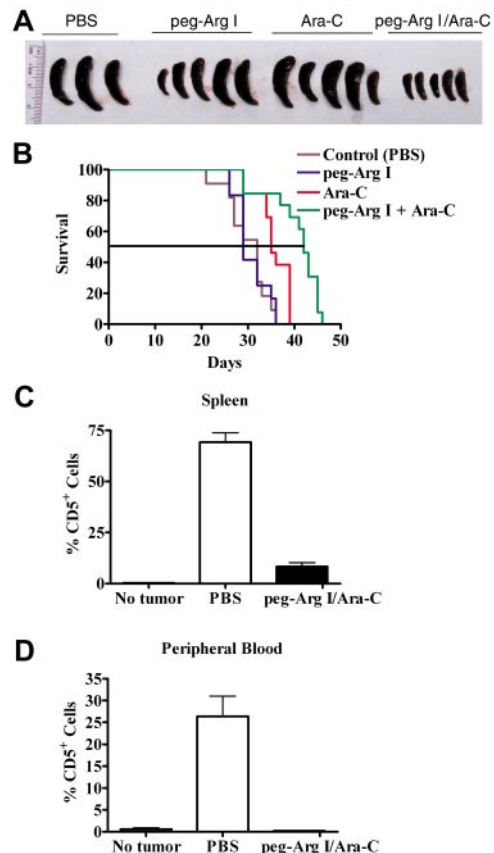 A
PBS peg-Arg I Ara-C peg-Arg I/Ara-C
B
Control (PBS)
peg-Arg I
Ara-C
peg-Arg I + Ara-C
Survival
100
80
60
40
20
0
0 10 20 30 40 50
Days
C
Spleen
% CD5+ Cells
75
50
25
0
No tumor PBS peg-Arg I/Ara-C
D
Peripheral Blood
% CD5+ Cells
35
30
25
20
15
10
5
0
No tumor PBS peg-Arg I/Ara-C